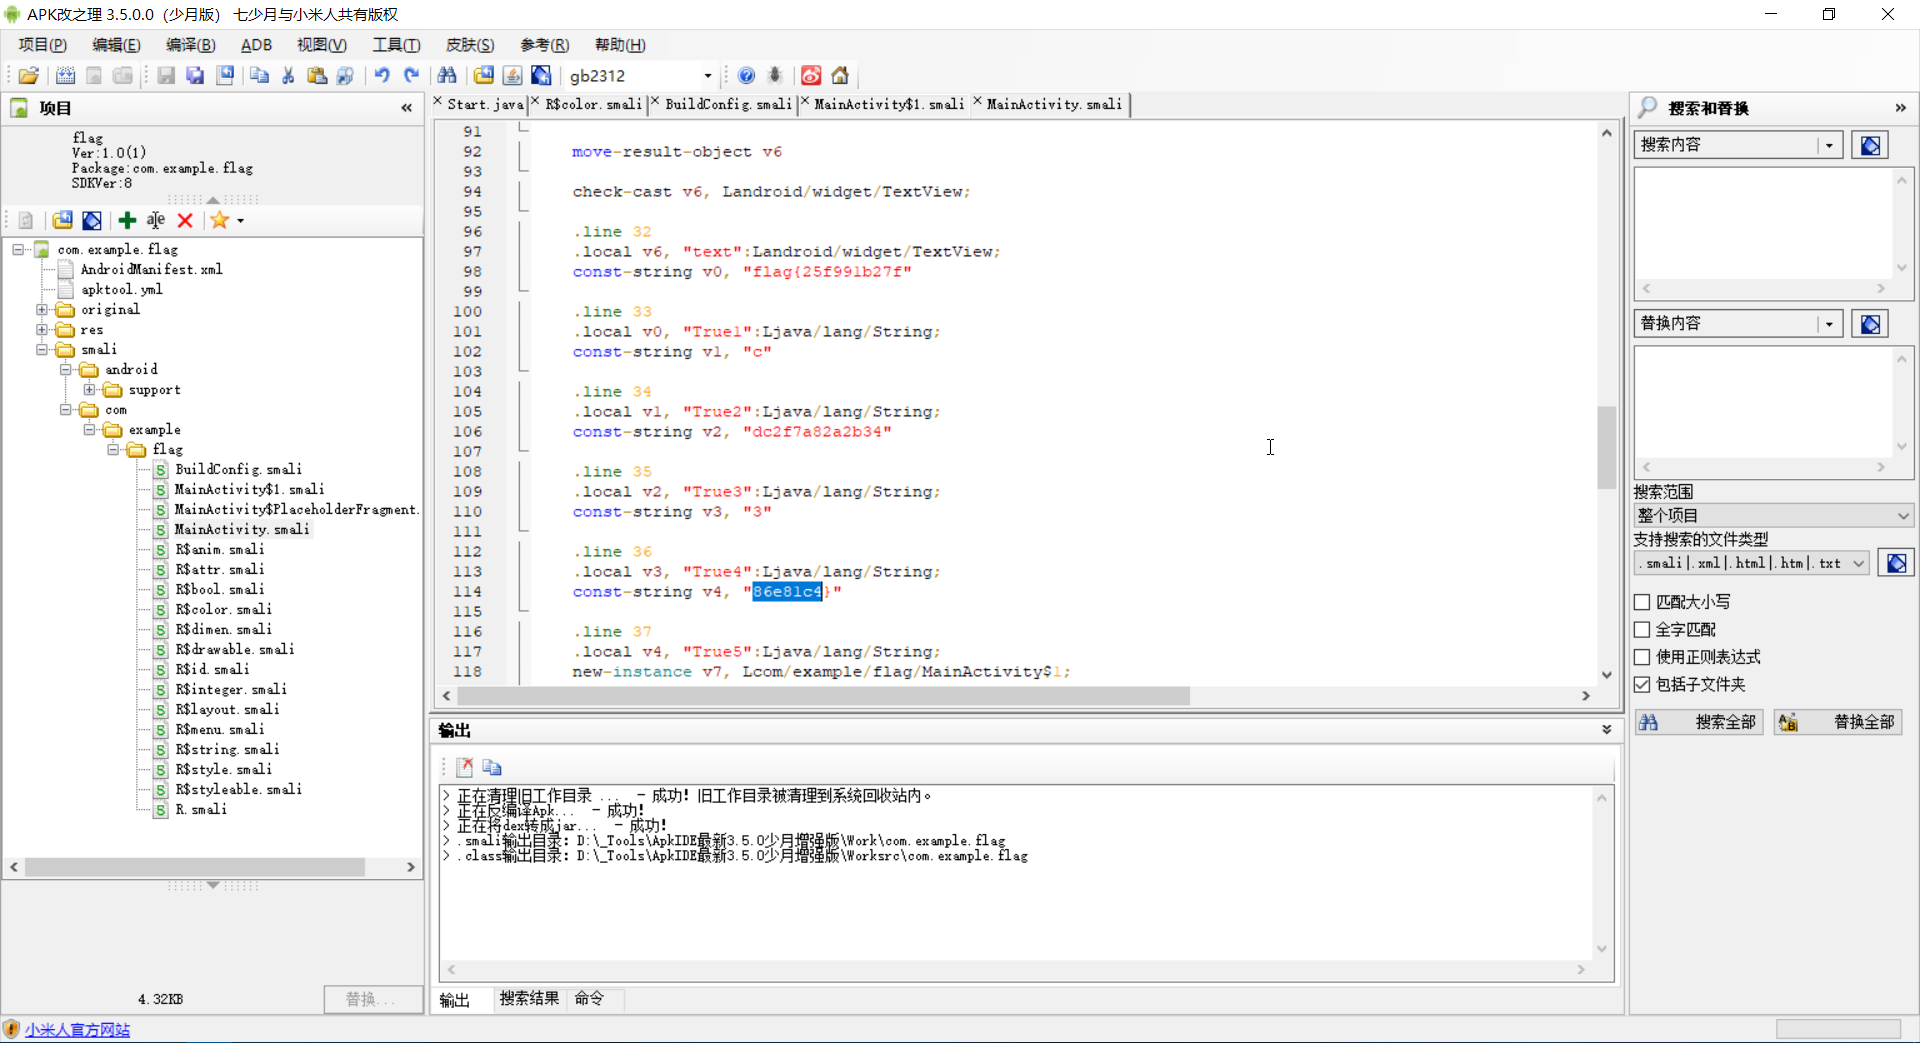 APK改之理 3.5.0.0（少月版） 七少月与小米人共有版权
项目(P) 编辑(E) 编译(B) ADB 视图(V) 工具(T) 皮肤(S) 参考(R) 帮助(H)
gb2312
项目 «
flag
Ver:1.0(1)
Package:com.example.flag
SDKVer:8
com.example.flag
AndroidManifest.xml
apktool.yml
original
res
smali
android
support
com
example
flag
BuildConfig.smali
MainActivity$1.smali
MainActivity$PlaceholderFragment.
MainActivity.smali
R$anim.smali
R$attr.smali
R$bool.smali
R$color.smali
R$dimen.smali
R$drawable.smali
R$id.smali
R$integer.smali
R$layout.smali
R$menu.smali
R$string.smali
R$style.smali
R$styleable.smali
R.smali
4.32KB 替换...
Start.java R$color.smali BuildConfig.smali MainActivity$1.smali MainActivity.smali
91
92 move-result-object v6
93
94 check-cast v6, Landroid/widget/TextView;
95
96 .line 32
97 .local v6, "text":Landroid/widget/TextView;
98 const-string v0, "flag{25f991b27f"
99
100 .line 33
101 .local v0, "True1":Ljava/lang/String;
102 const-string v1, "c"
103
104 .line 34
105 .local v1, "True2":Ljava/lang/String;
106 const-string v2, "dc2f7a82a2b34"
107
108 .line 35
109 .local v2, "True3":Ljava/lang/String;
110 const-string v3, "3"
111
112 .line 36
113 .local v3, "True4":Ljava/lang/String;
114 const-string v4, "86e81c4}"
115
116 .line 37
117 .local v4, "True5":Ljava/lang/String;
118 new-instance v7, Lcom/example/flag/MainActivity$1;
输出
> 正在清理旧工作目录 ... - 成功! 旧工作目录被清理到系统回收站内。
> 正在反编译Apk... - 成功!
> 正在将dex转成jar... - 成功!
> .smali输出目录: D:\_Tools\ApkIDE最新3.5.0少月增强版\Work\com.example.flag
> .class输出目录: D:\_Tools\ApkIDE最新3.5.0少月增强版\Worksrc\com.example.flag
输出 搜索结果 命令
搜索和替换 »
搜索内容
替换内容
搜索范围
整个项目
支持搜索的文件类型
.smali|.xml|.html|.htm|.txt
匹配大小写
全字匹配
使用正则表达式
包括子文件夹
搜索全部 替换全部
小米人官方网站